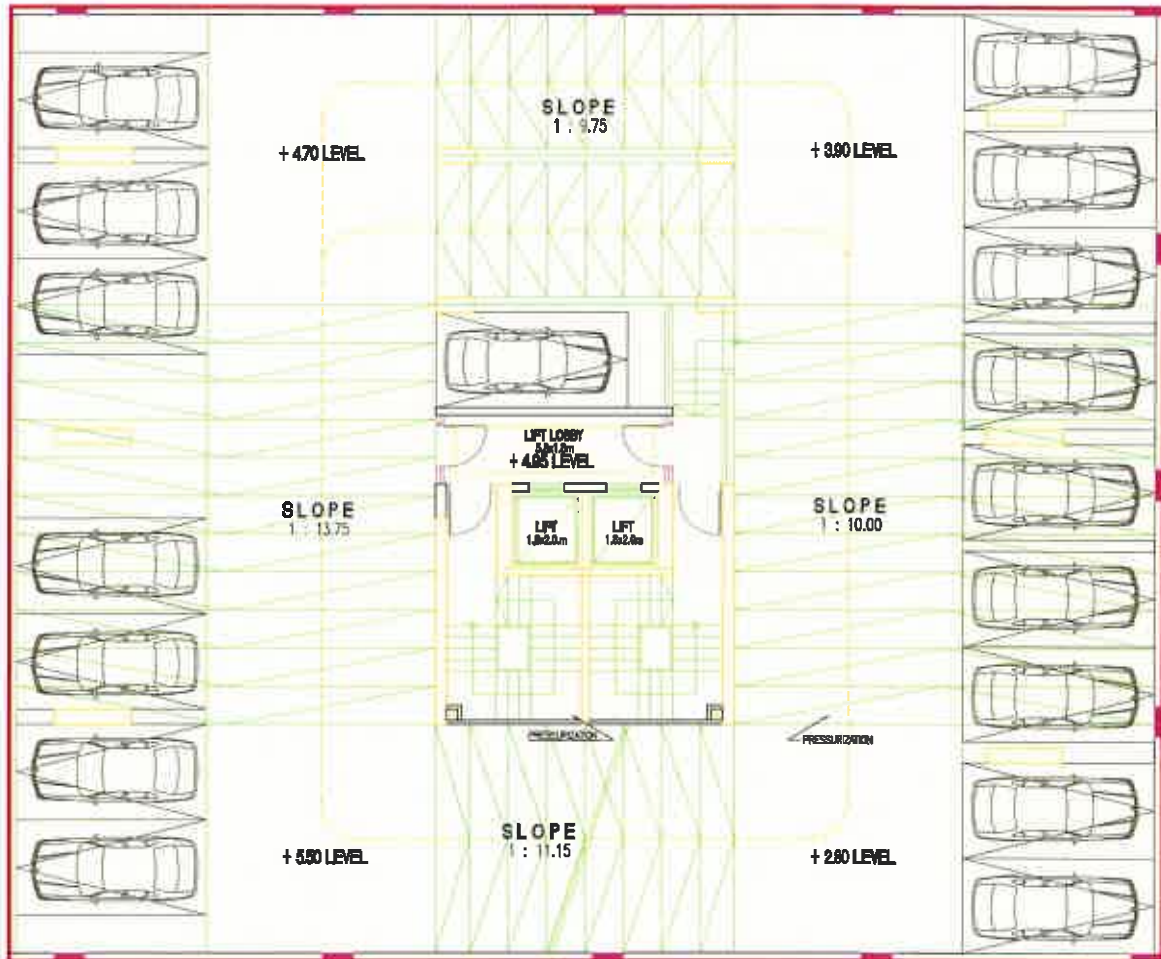 SLOPE
1 : 9.75
+ 4.70 LEVEL
+ 3.90 LEVEL
LIFT LOBBY
+ 4.95 LEVEL
SLOPE
1 : 13.75
SLOPE
1 : 10.00
LIFT
LIFT
PRESSURIZATION
PRESSURIZATION
SLOPE
1 : 11.15
+ 5.50 LEVEL
+ 2.80 LEVEL